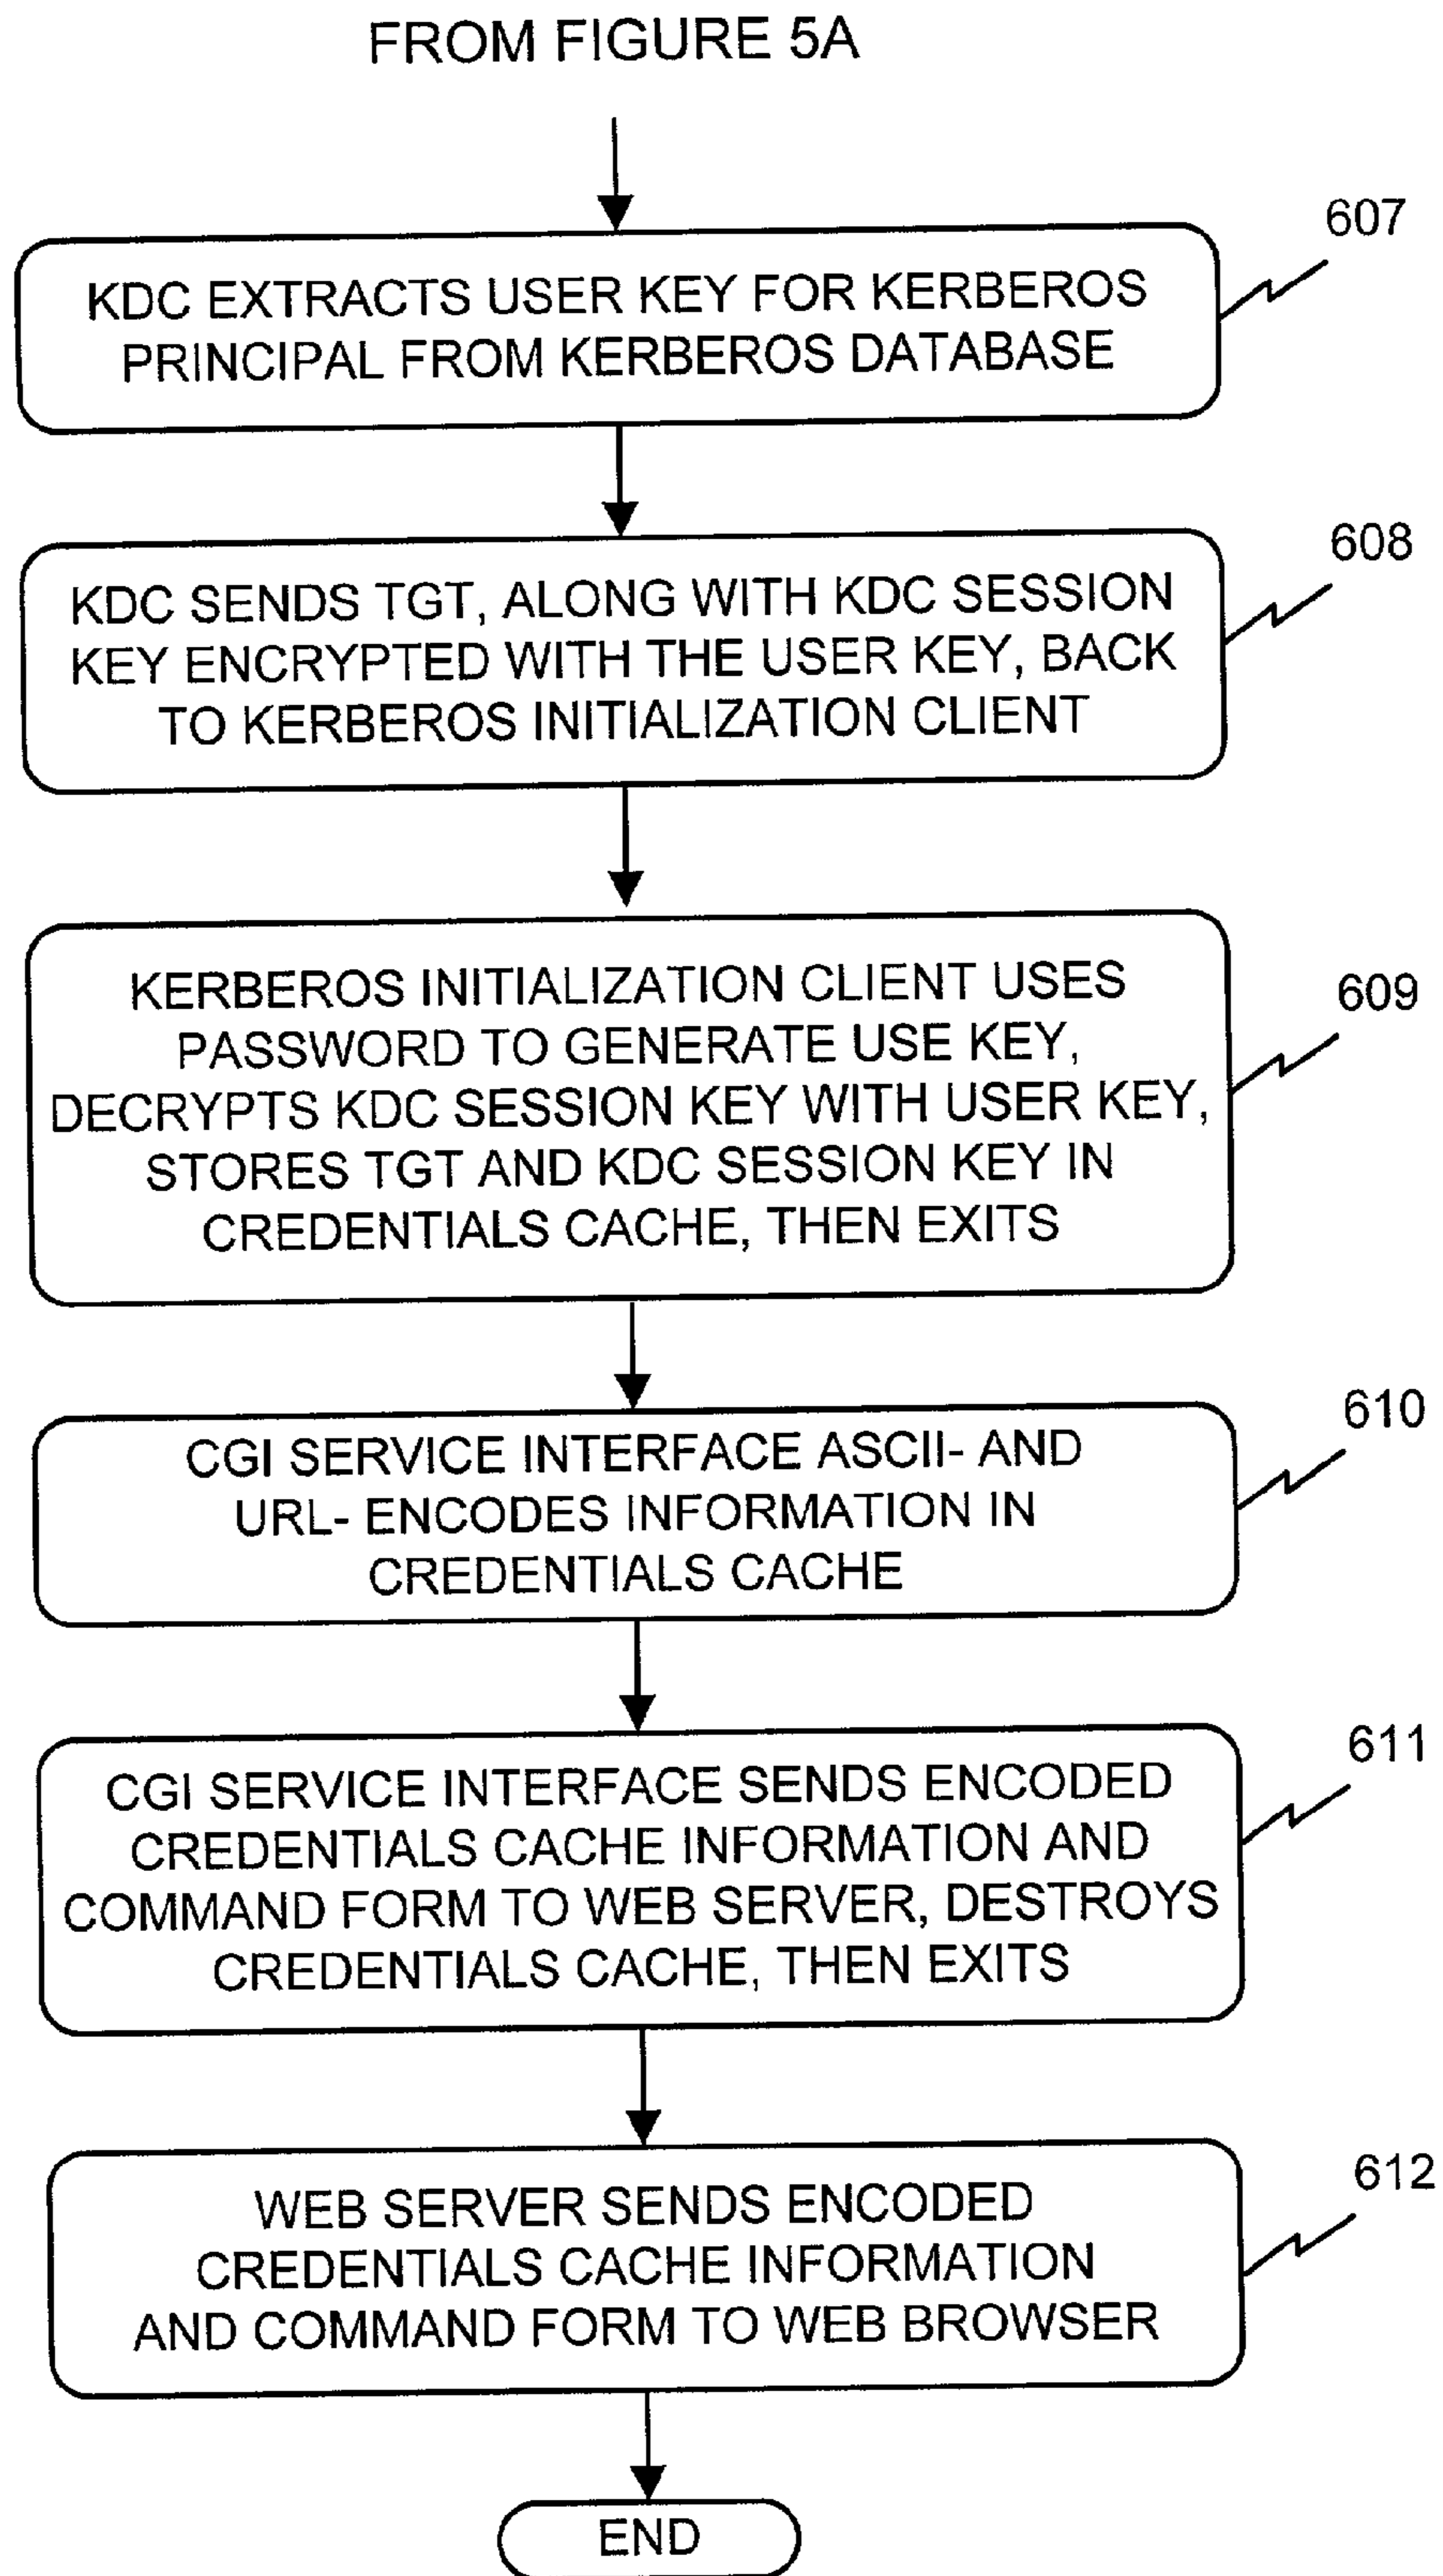 FROM FIGURE 5A
607
KDC EXTRACTS USER KEY FOR KERBEROS
PRINCIPAL FROM KERBEROS DATABASE
608
KDC SENDS TGT, ALONG WITH KDC SESSION
KEY ENCRYPTED WITH THE USER KEY, BACK
TO KERBEROS INITIALIZATION CLIENT
609
KERBEROS INITIALIZATION CLIENT USES
PASSWORD TO GENERATE USE KEY,
DECRYPTS KDC SESSION KEY WITH USER KEY,
STORES TGT AND KDC SESSION KEY IN
CREDENTIALS CACHE, THEN EXITS
610
CGI SERVICE INTERFACE ASCII- AND
URL- ENCODES INFORMATION IN
CREDENTIALS CACHE
611
CGI SERVICE INTERFACE SENDS ENCODED
CREDENTIALS CACHE INFORMATION AND
COMMAND FORM TO WEB SERVER, DESTROYS
CREDENTIALS CACHE, THEN EXITS
612
WEB SERVER SENDS ENCODED
CREDENTIALS CACHE INFORMATION
AND COMMAND FORM TO WEB BROWSER
END